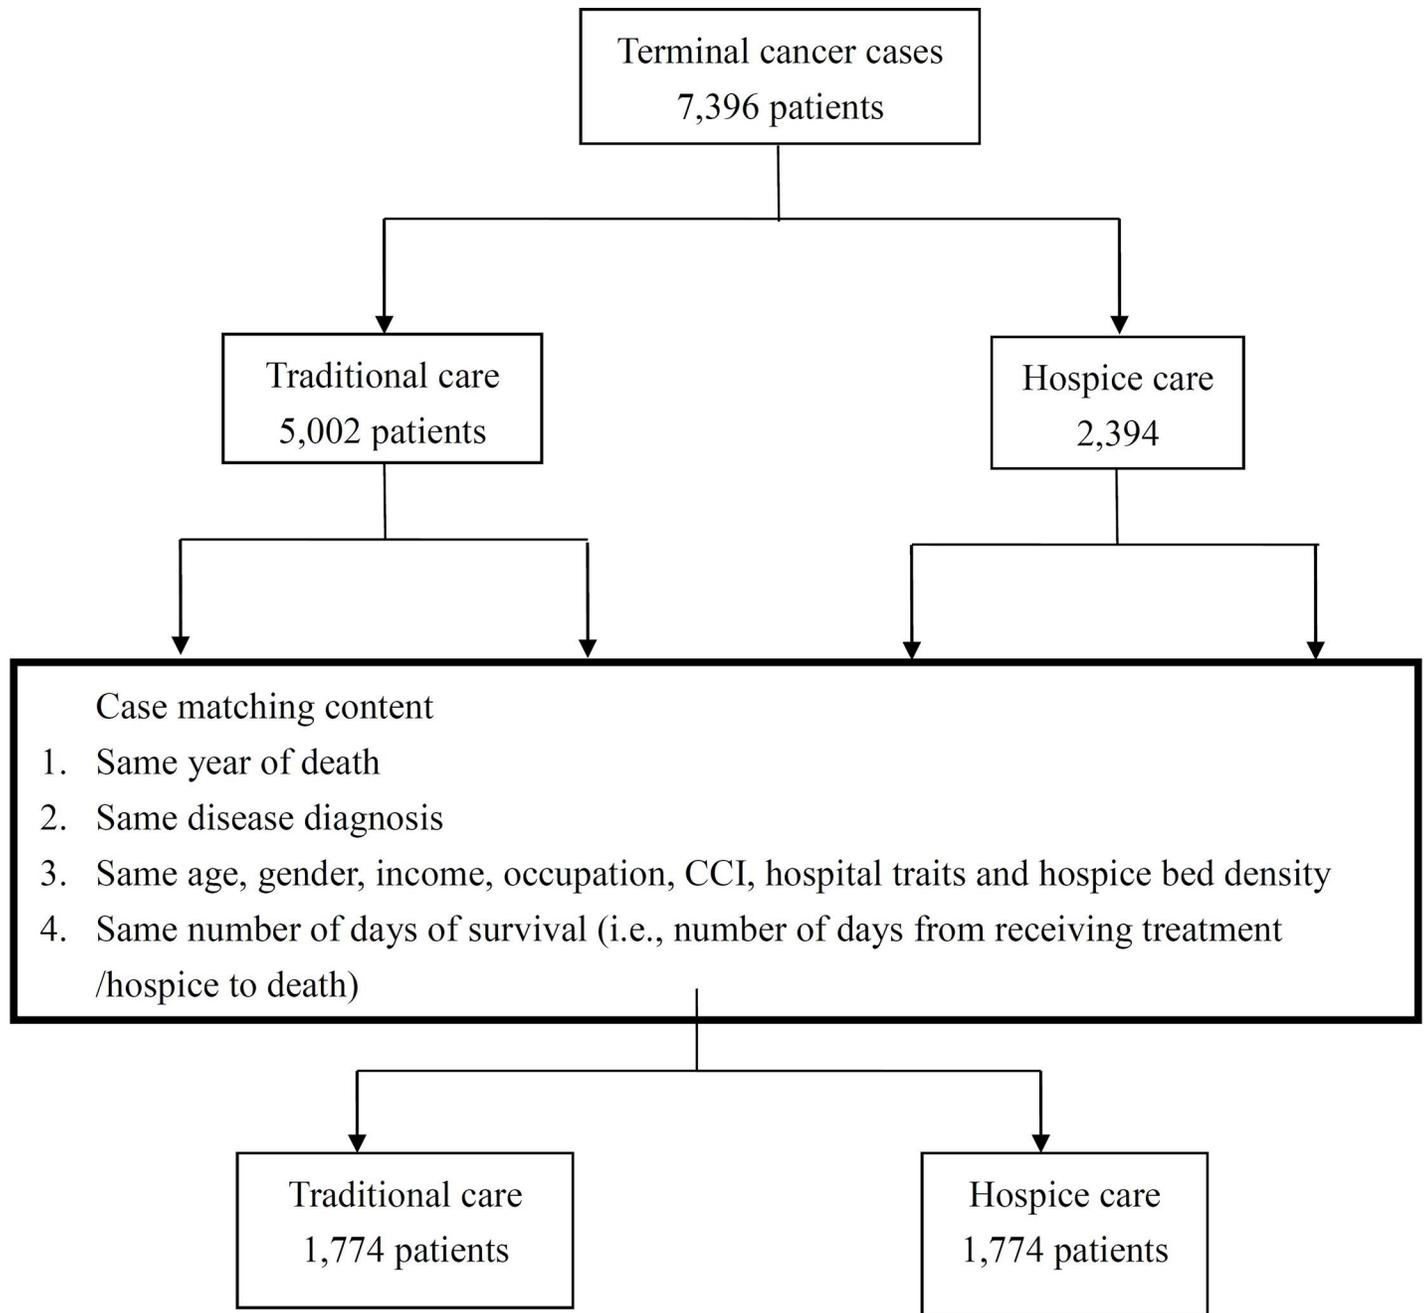 Terminal cancer cases
7,396 patients
Traditional care
5,002 patients
Hospice care
2,394
Case matching content
1. Same year of death
2. Same disease diagnosis
3. Same age, gender, income, occupation, CCI, hospital traits and hospice bed density
4. Same number of days of survival (i.e., number of days from receiving treatment
/hospice to death)
Traditional care
1,774 patients
Hospice care
1,774 patients